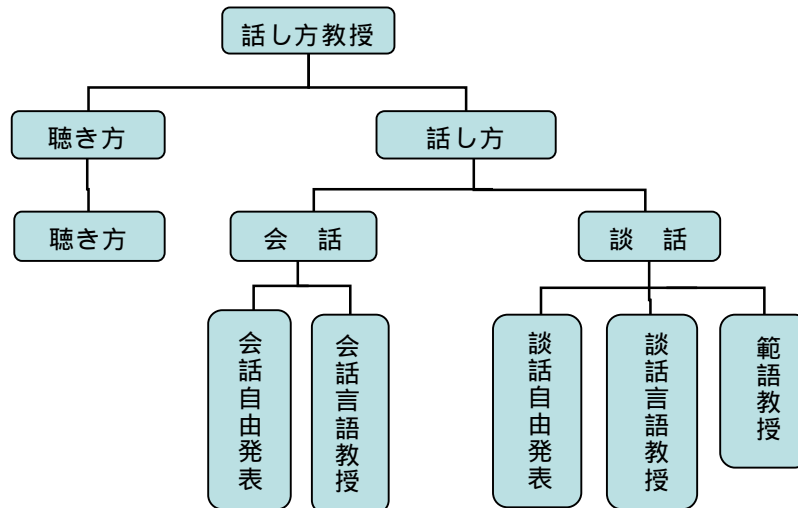 話し方教授
聴き方
話し方
聴き方
会　話
談　話
会話自由発表
会話言語教授
談話自由発表
談話言語教授
範語教授